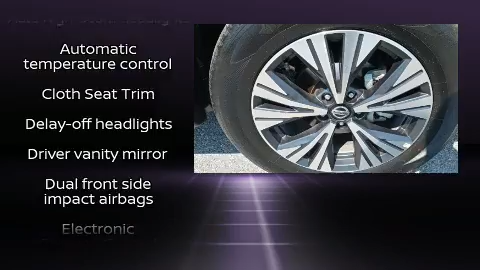 Automatic
temperature control
Cloth Seat Trim
Delay-off headlights
Driver vanity mirror
Dual front side
impact airbags
Electronic